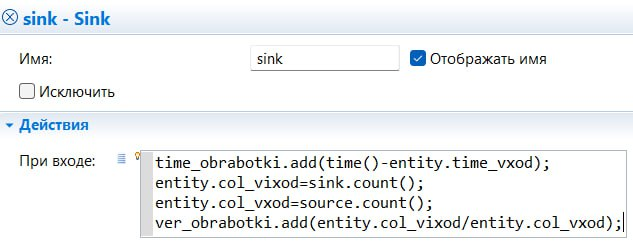 sink - Sink
Имя:
sink
Отображать имя
Исключить
Действия
При входе:
time_obrabotki.add(time()-entity.time_vxod);
entity.col_vixod=sink.count();
entity.col_vxod=source.count();
ver_obrabotki.add(entity.col_vixod/entity.col_vxod);